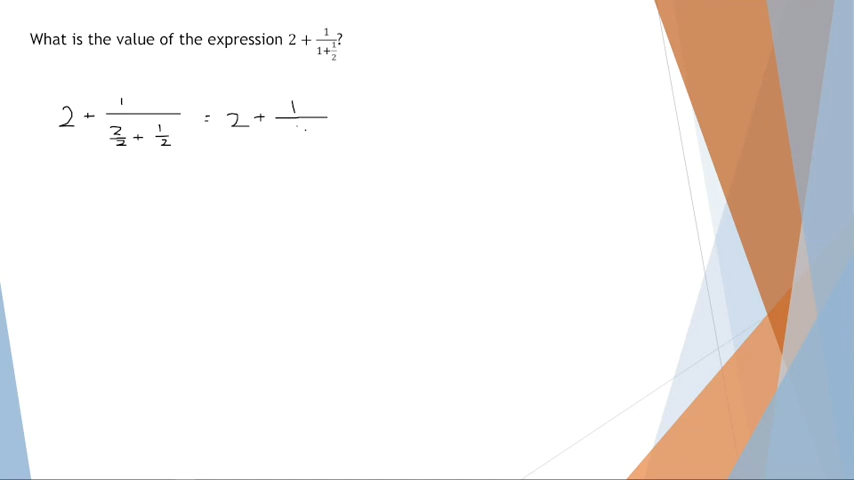 What is the value of the expression 2 + 1/(1+1/2)?
2 + 1/(2/2 + 1/2) = 2 + 1/